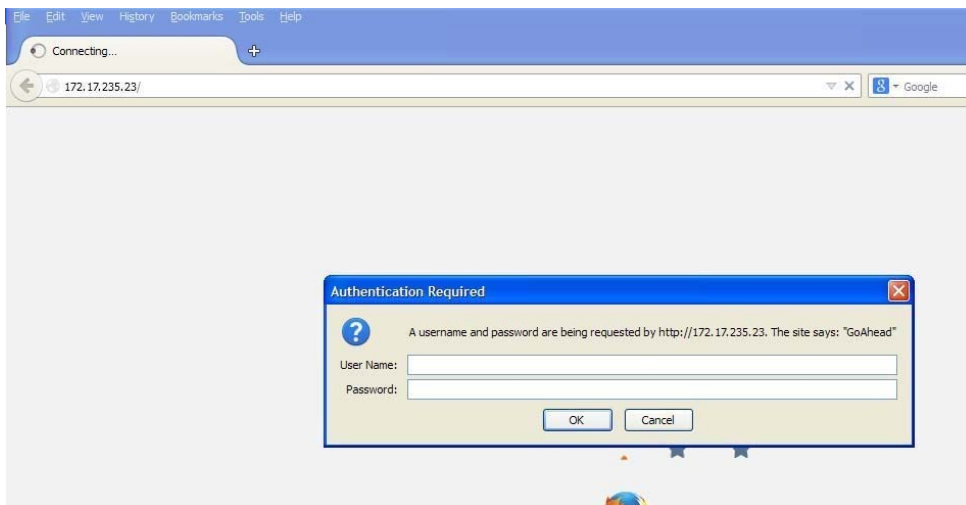 File Edit View History Bookmarks Tools Help
Connecting...
172.17.235.23/
8 Google
Authentication Required
A username and password are being requested by http://172.17.235.23. The site says: "GoAhead"
User Name:
Password:
OK Cancel